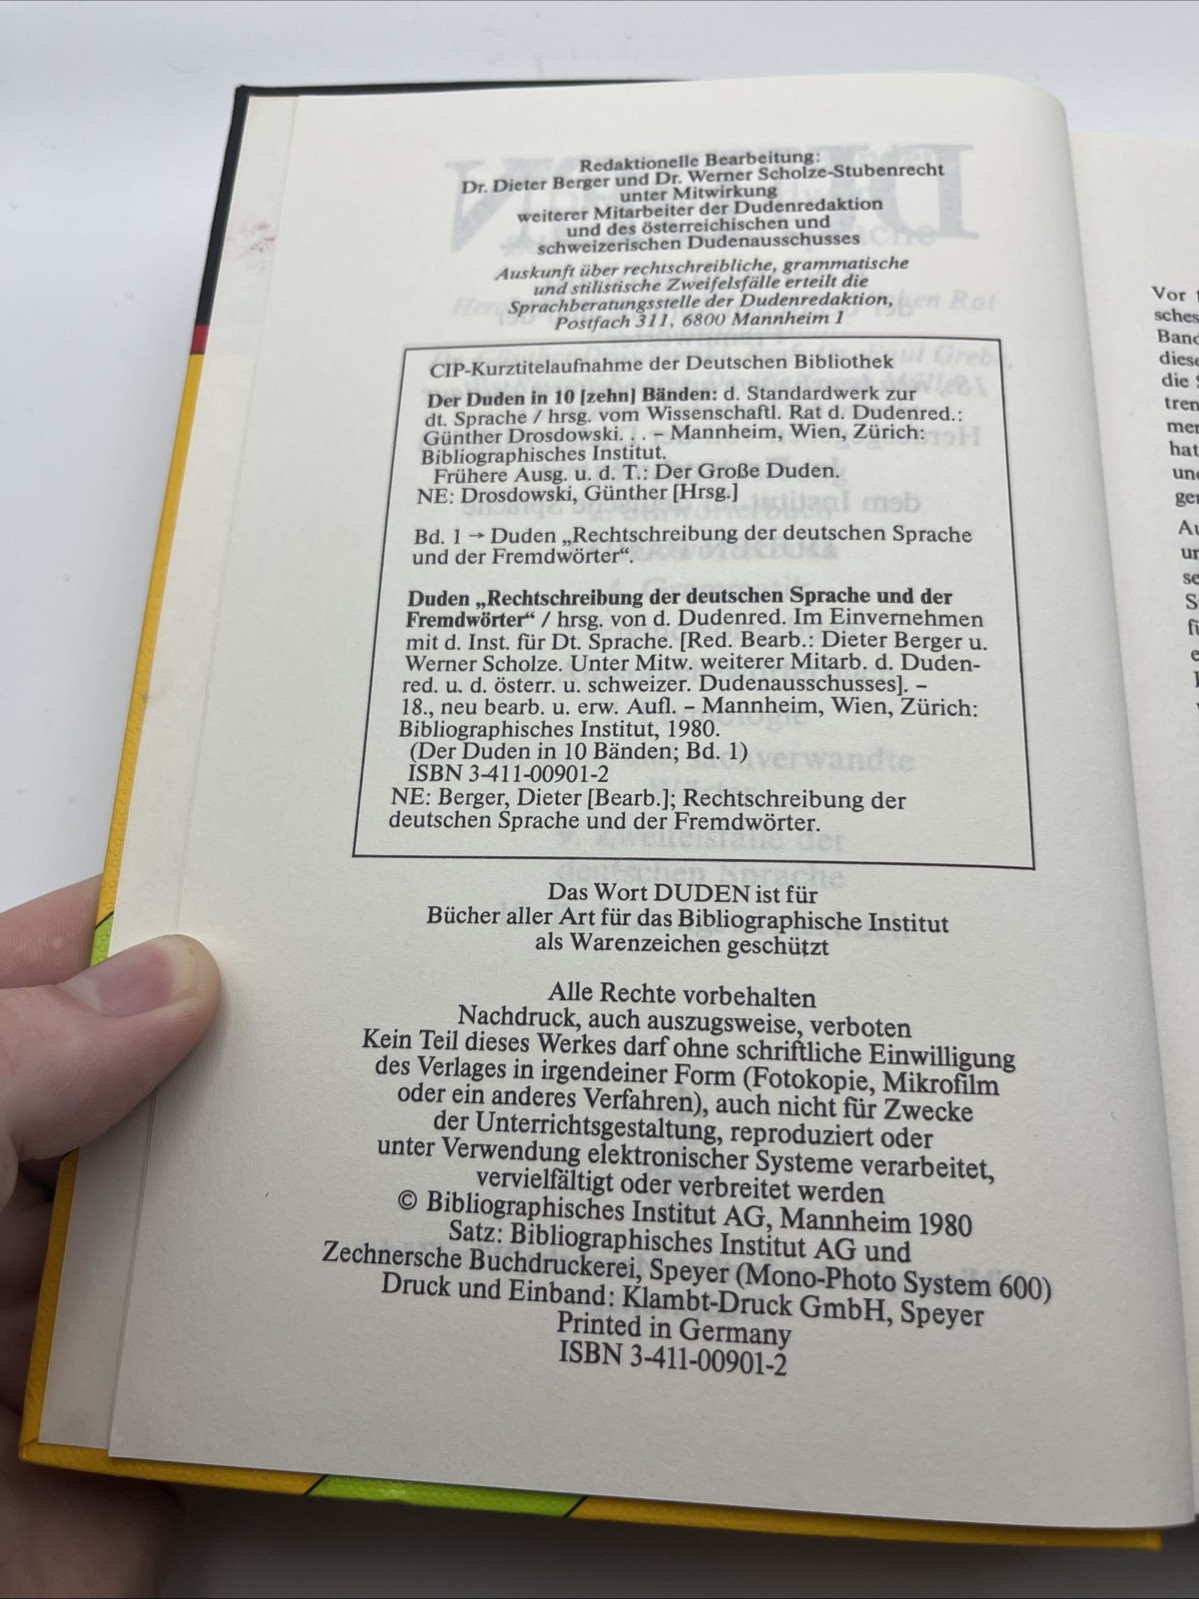 Redaktionelle Bearbeitung:
Dr. Dieter Berger und Dr. Werner Scholze-Stubenrecht
unter Mitwirkung
weiterer Mitarbeiter der Dudenredaktion
und des österreichischen und
schweizerischen Dudenausschusses
Auskunft über rechtschreibliche, grammatische
und stilistische Zweifelsfälle erteilt die
Sprachberatungsstelle der Dudenredaktion,
Postfach 311, 6800 Mannheim 1
CIP-Kurztitelaufnahme der Deutschen Bibliothek
Der Duden in 10 [zehn] Bänden: d. Standardwerk zur
dt. Sprache / hrsg. vom Wissenschaftl. Rat d. Dudenred.:
Günther Drosdowski. . . – Mannheim, Wien, Zürich:
Bibliographisches Institut.
Frühere Ausg. u. d. T.: Der Große Duden.
NE: Drosdowski, Günther [Hrsg.]
Bd. 1 → Duden „Rechtschreibung der deutschen Sprache
und der Fremdwörter“.
Duden „Rechtschreibung der deutschen Sprache und der
Fremdwörter“ / hrsg. von d. Dudenred. Im Einvernehmen
mit d. Inst. für Dt. Sprache. [Red. Bearb.: Dieter Berger u.
Werner Scholze. Unter Mitw. weiterer Mitarb. d. Duden-
red. u. d. österr. u. schweizer. Dudenausschusses]. –
18., neu bearb. u. erw. Aufl. – Mannheim, Wien, Zürich:
Bibliographisches Institut, 1980.
(Der Duden in 10 Bänden; Bd. 1)
ISBN 3-411-00901-2
NE: Berger, Dieter [Bearb.]; Rechtschreibung der
deutschen Sprache und der Fremdwörter.
Das Wort DUDEN ist für
Bücher aller Art für das Bibliographische Institut
als Warenzeichen geschützt
Alle Rechte vorbehalten
Nachdruck, auch auszugsweise, verboten
Kein Teil dieses Werkes darf ohne schriftliche Einwilligung
des Verlages in irgendeiner Form (Fotokopie, Mikrofilm
oder ein anderes Verfahren), auch nicht für Zwecke
der Unterrichtsgestaltung, reproduziert oder
unter Verwendung elektronischer Systeme verarbeitet,
vervielfältigt oder verbreitet werden
© Bibliographisches Institut AG, Mannheim 1980
Satz: Bibliographisches Institut AG und
Zechnersche Buchdruckerei, Speyer (Mono-Photo System 600)
Druck und Einband: Klambt-Druck GmbH, Speyer
Printed in Germany
ISBN 3-411-00901-2
Vor
sches
Band
diese
die